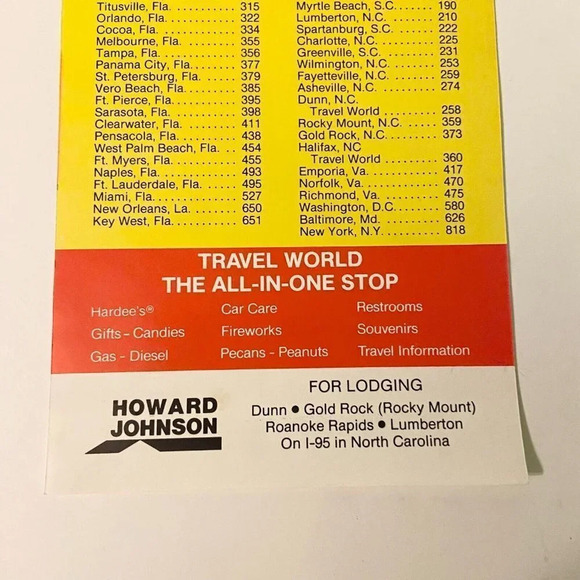 Titusville, Fla. 315
Orlando, Fla. 322
Cocoa, Fla. 334
Melbourne, Fla. 355
Tampa, Fla. 356
Panama City, Fla. 377
St. Petersburg, Fla. 379
Vero Beach, Fla. 385
Ft. Pierce, Fla. 395
Sarasota, Fla. 398
Clearwater, Fla. 411
Pensacola, Fla. 438
West Palm Beach, Fla. 454
Ft. Myers, Fla. 455
Naples, Fla. 493
Ft. Lauderdale, Fla. 495
Miami, Fla. 527
New Orleans, La. 650
Key West, Fla. 651
Myrtle Beach, S.C. 190
Lumberton, N.C. 210
Spartanburg, S.C. 222
Charlotte, N.C. 225
Greenville, S.C. 231
Wilmington, N.C. 253
Fayetteville, N.C. 259
Asheville, N.C. 274
Dunn, N.C.
Travel World 258
Rocky Mount, N.C. 359
Gold Rock, N.C. 373
Halifax, NC
Travel World 360
Emporia, Va. 417
Norfolk, Va. 470
Richmond, Va. 475
Washington, D.C. 580
Baltimore, Md. 626
New York, N.Y. 818
TRAVEL WORLD
THE ALL-IN-ONE STOP
Hardee's®
Gifts – Candies
Gas - Diesel
Car Care
Fireworks
Pecans - Peanuts
Restrooms
Souvenirs
Travel Information
HOWARD
JOHNSON
FOR LODGING
Dunn • Gold Rock (Rocky Mount)
Roanoke Rapids • Lumberton
On I-95 in North Carolina